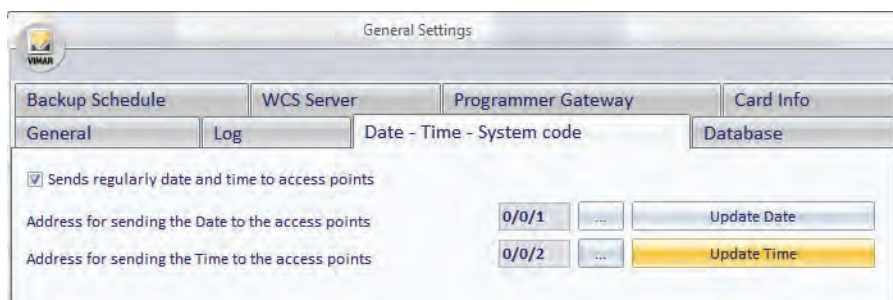 General Settings
VIMAR
Backup Schedule WCS Server Programmer Gateway Card Info
General Log Date - Time - System code Database
Sends regularly date and time to access points
Address for sending the Date to the access points 0/0/1 ... Update Date
Address for sending the Time to the access points 0/0/2 ... Update Time